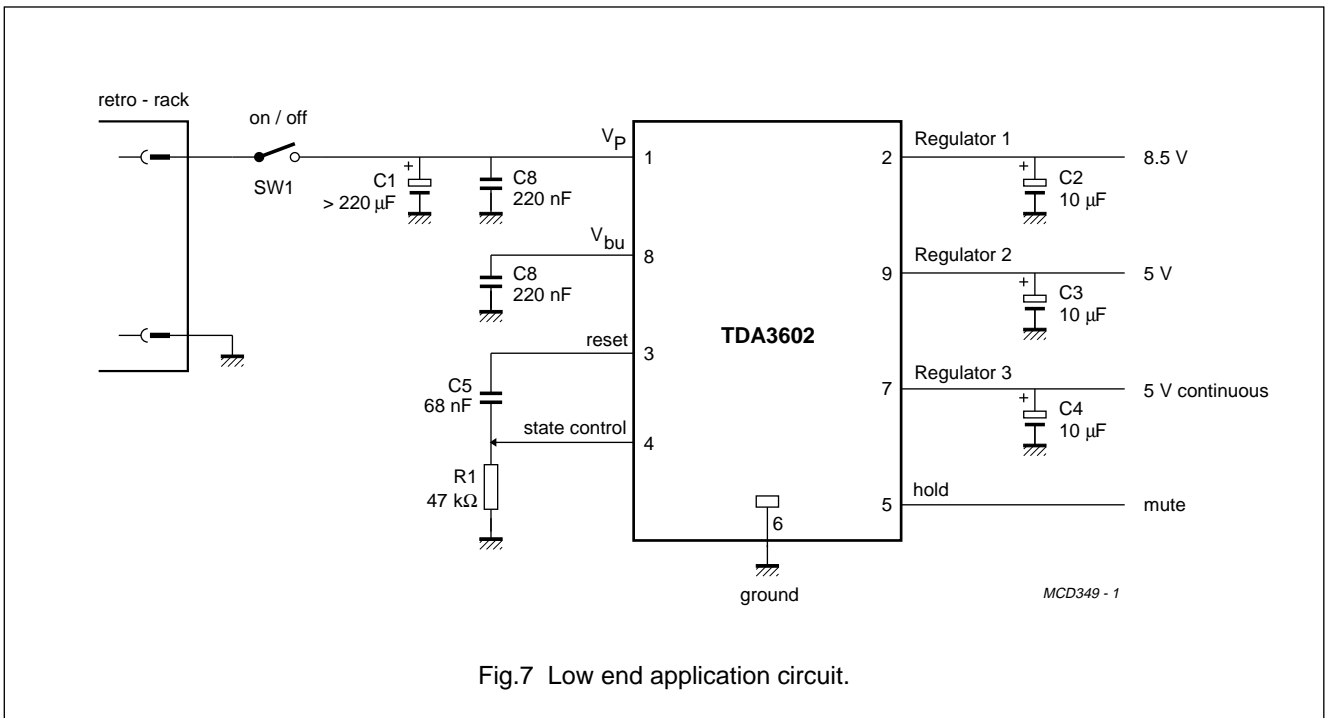 retro - rack
on / off
SW1
C1
+
> 220 µF
C8
220 nF
VP
1
Vbu
8
C8
220 nF
reset
3
C5
68 nF
state control
4
R1
47 kΩ
TDA3602
6
ground
2
Regulator 1
8.5 V
+
C2
10 µF
9
Regulator 2
5 V
+
C3
10 µF
7
Regulator 3
5 V continuous
+
C4
10 µF
5
hold
mute
MCD349 - 1
Fig.7 Low end application circuit.